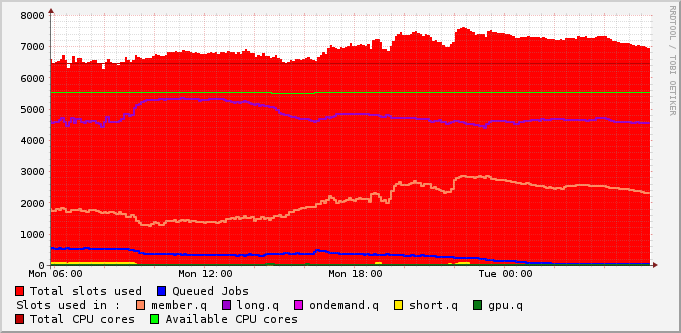 8000
7000
6000
5000
4000
3000
2000
1000
0
Mon 06:00 Mon 12:00 Mon 18:00 Tue 00:00
RRDTOOL / TOBI OETIKER
Total slots used Queued Jobs
Slots used in : member.q long.q ondemand.q short.q gpu.q
Total CPU cores Available CPU cores